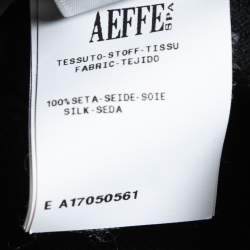 AEFFE SPA
TESSUTO-STOFF-TISSU
FABRIC-TEJIDO
100%SETA-SEIDE-SOIE
SILK-SEDA
E A17050561